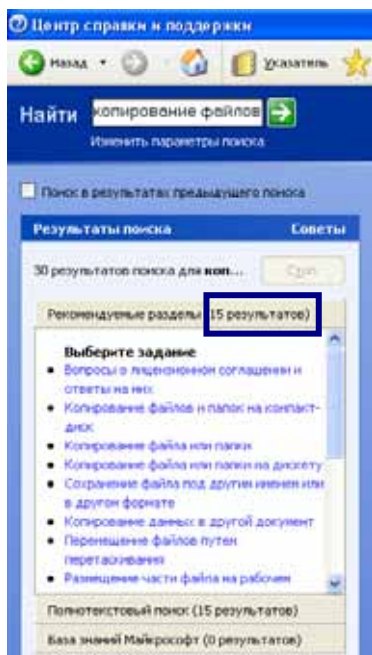 Центр справки и поддержки
Назад
Указатель
Найти
копирование файлов
Изменить параметры поиска
Поиск в результатах предыдущего поиска
Результаты поиска Советы
30 результатов поиска для коп... Стоп
Рекомендуемые разделы (15 результатов)
Выберите задание
• Вопросы о лицензионном соглашении и
ответы на них
• Копирование файлов и папок на компакт-
диск
• Копирование файла или папки
• Копирование файла или папки на дискету
• Сохранение файла под другим именем или
в другом формате
• Копирование данных в другой документ
• Перемещение файлов путем
перетаскивания
• Размещение части файла на рабочем
Полнотекстовый поиск (15 результатов)
База знаний Майкрософт (0 результатов)